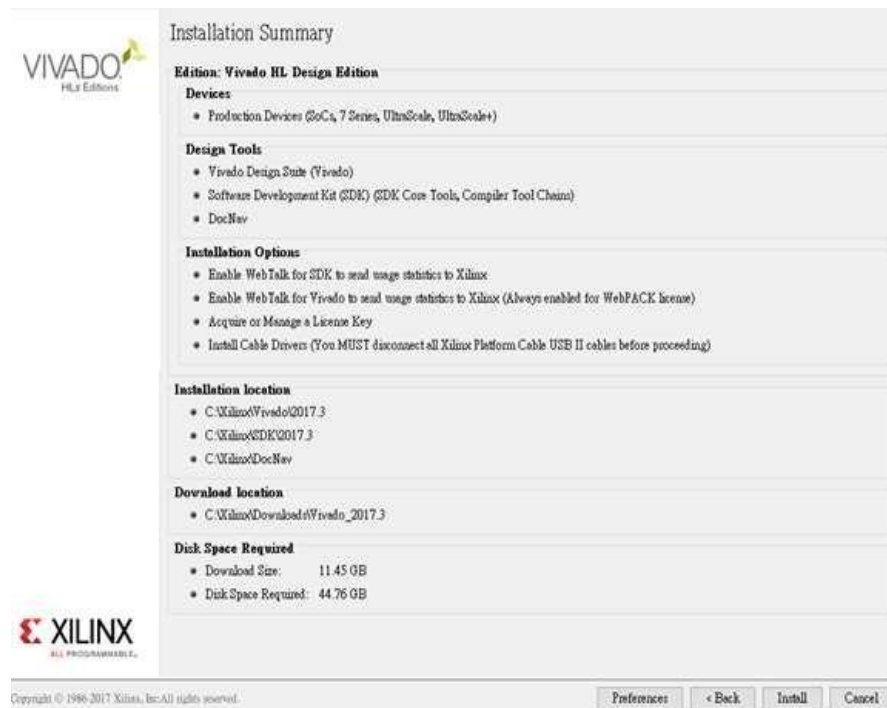 VIVADO
HLx Editions
Installation Summary
Edition: Vivado HL Design Edition
Devices
Production Devices (SoCs, 7 Series, UltraScale, UltraScale+)
Design Tools
Vivado Design Suite (Vivado)
Software Development Kit (SDK) (SDK Core Tools, Compiler Tool Chains)
DocNav
Installation Options
Enable WebTalk for SDK to send usage statistics to Xilinx
Enable WebTalk for Vivado to send usage statistics to Xilinx (Always enabled for WebPACK license)
Acquire or Manage a License Key
Install Cable Drivers (You MUST disconnect all Xilinx Platform Cable USB II cables before proceeding)
Installation location
C:\Xilinx\Vivado\2017.3
C:\Xilinx\SDK\2017.3
C:\Xilinx\DocNav
Download location
C:\Xilinx\Downloads\Vivado_2017.3
Disk Space Required
Download Size: 11.45 GB
Disk Space Required: 44.76 GB
XILINX
ALL PROGRAMMABLE.
Copyright © 1986-2017 Xilinx, Inc.All rights reserved.
Preferences < Back Install Cancel